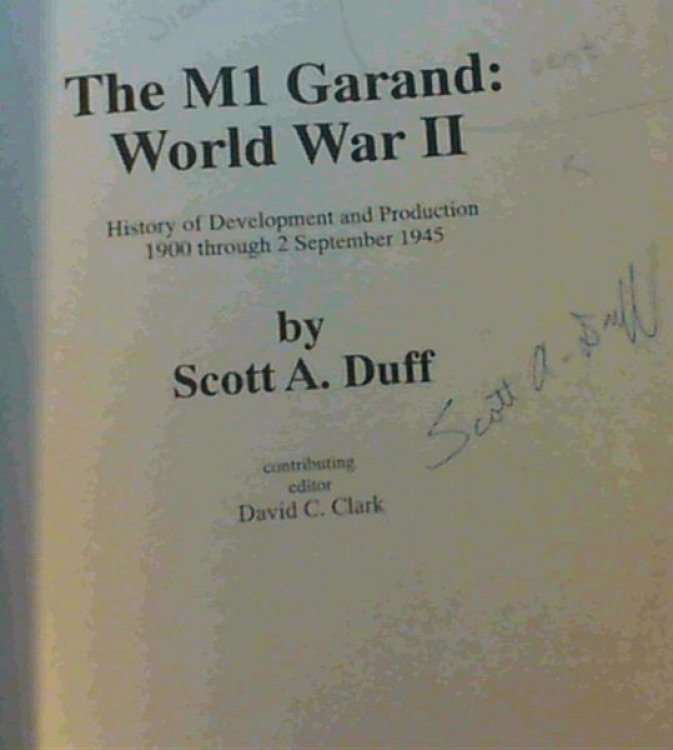 The M1 Garand:
World War II
History of Development and Production
1900 through 2 September 1945
by
Scott A. Duff
Scott A. Duff
contributing
editor
David C. Clark